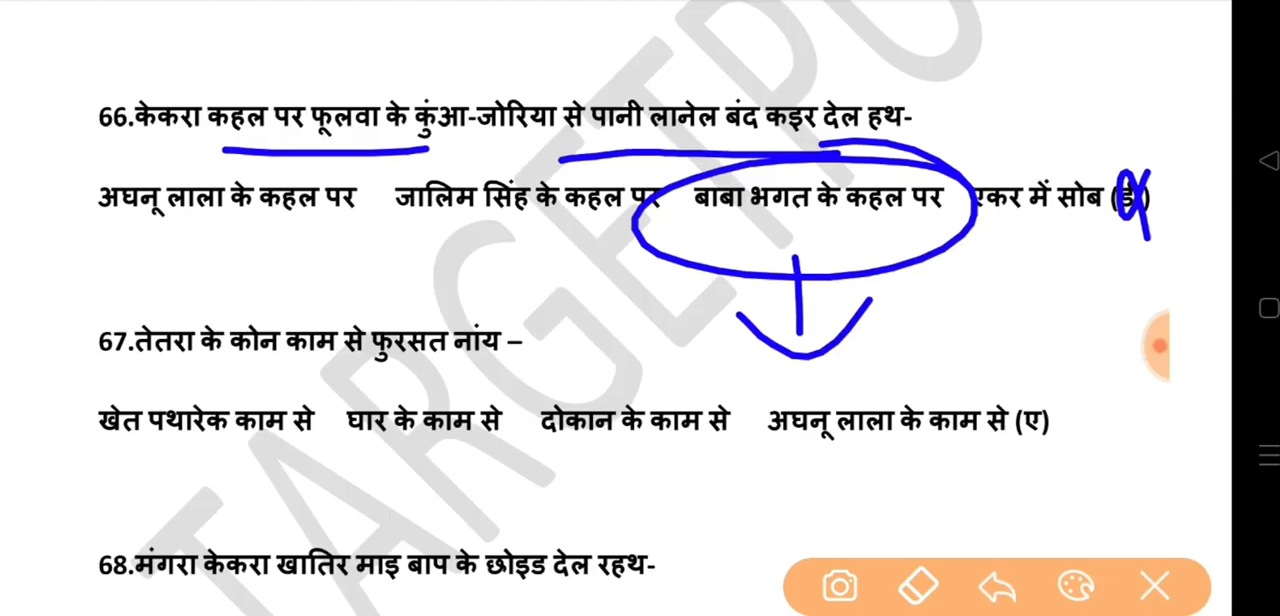 66.केकरा कहल पर फूलवा के कुंआ-जोरिया से पानी लानेल बंद कइर देल हथ-
अघनू लाला के कहल पर जालिम सिंह के कहल पर बाबा भगत के कहल पर एकर में सोब
67.तेतरा के कोन काम से फुरसत नांय –
खेत पथारेक काम से घार के काम से दोकान के काम से अघनू लाला के काम से (ए)
68.मंगरा केकरा खातिर माइ बाप के छोइड देल रहथ-